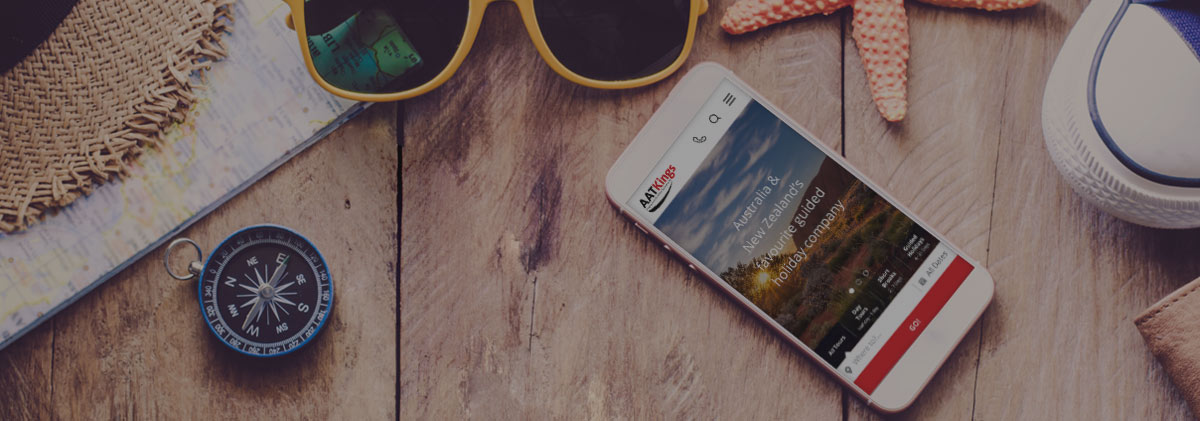 AATKings
Australia &
New Zealand's
favourite guided
holiday company
All Tours
Day
Tours
Short
Breaks
Guided
Holidays
Where to?...
All Dates
GO!
N
NE
E
S
SW
W
NW
LIB